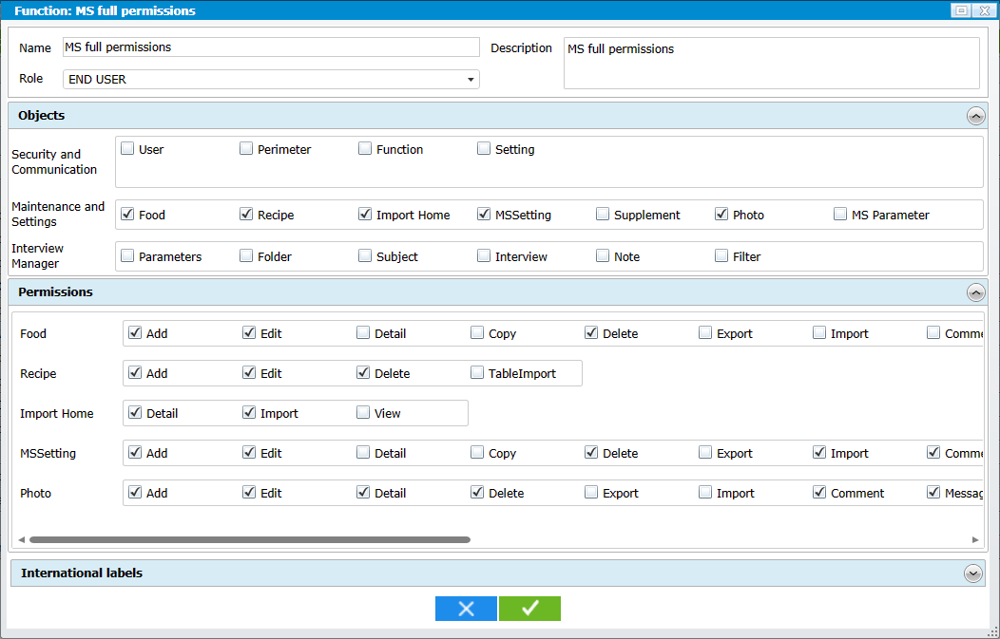 Function: MS full permissions
Name MS full permissions Description MS full permissions
Role END USER
Objects
Security and Communication User Perimeter Function Setting
Maintenance and Settings Food Recipe Import Home MSSetting Supplement Photo MS Parameter
Interview Manager Parameters Folder Subject Interview Note Filter
Permissions
Food Add Edit Detail Copy Delete Export Import Comme
Recipe Add Edit Delete TableImport
Import Home Detail Import View
MSSetting Add Edit Detail Copy Delete Export Import Comme
Photo Add Edit Detail Delete Export Import Comment Messag
International labels